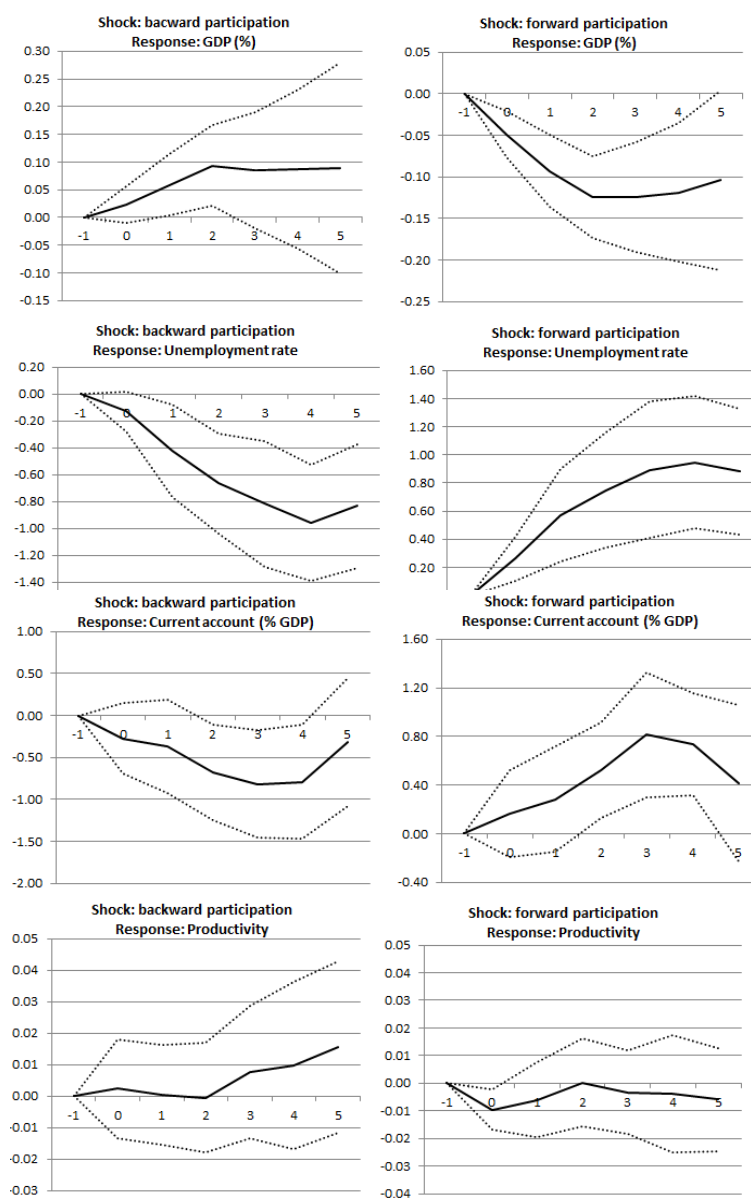 Shock: bacward participation
Response: GDP (%)
0.30
0.25
0.20
0.15
0.10
0.05
0.00
-0.05
-0.10
-0.15
-1 0 1 2 3 4 5
Shock: forward participation
Response: GDP (%)
0.05
0.00
-0.05
-0.10
-0.15
-0.20
-0.25
-1 0 1 2 3 4 5
Shock: backward participation
Response: Unemployment rate
0.20
0.00
-0.20
-0.40
-0.60
-0.80
-1.00
-1.20
-1.40
-1 0 1 2 3 4 5
Shock: forward participation
Response: Unemployment rate
1.60
1.40
1.20
1.00
0.80
0.60
0.40
0.20
Shock: backward participation
Response: Current account (% GDP)
1.00
0.50
0.00
-0.50
-1.00
-1.50
-2.00
-1 0 1 2 3 4 5
Shock: forward participation
Response: Current account (% GDP)
1.60
1.20
0.80
0.40
0.00
-0.40
-1 0 1 2 3 4 5
Shock: backward participation
Response: Productivity
0.05
0.04
0.03
0.02
0.01
0.00
-0.01
-0.02
-0.03
-1 0 1 2 3 4 5
Shock: forward participation
Response: Productivity
0.05
0.04
0.03
0.02
0.01
0.00
-0.01
-0.02
-0.03
-0.04
-1 0 1 2 3 4 5